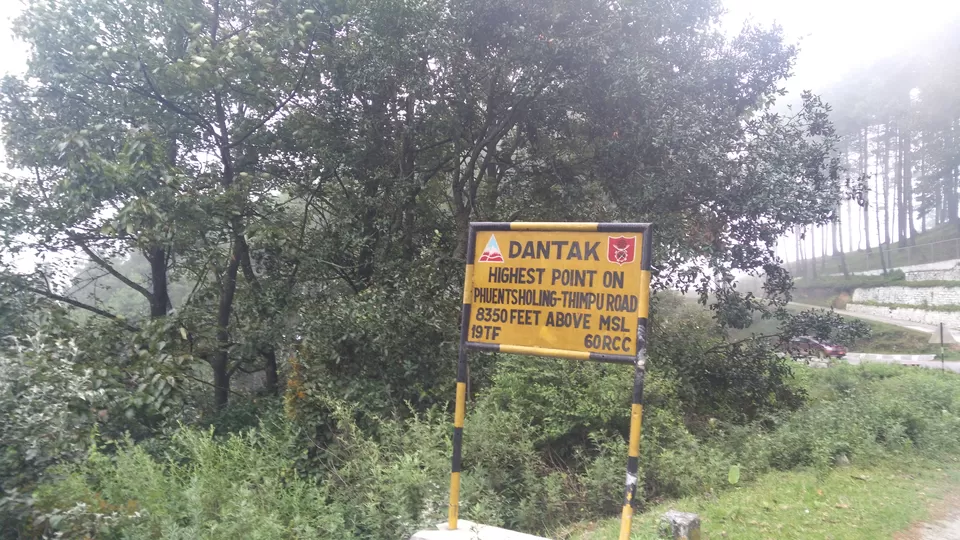 DANTAK
HIGHEST POINT ON
PHUENTSHOLING-THIMPU ROAD
8350 FEET ABOVE MSL
19TF 60RCC